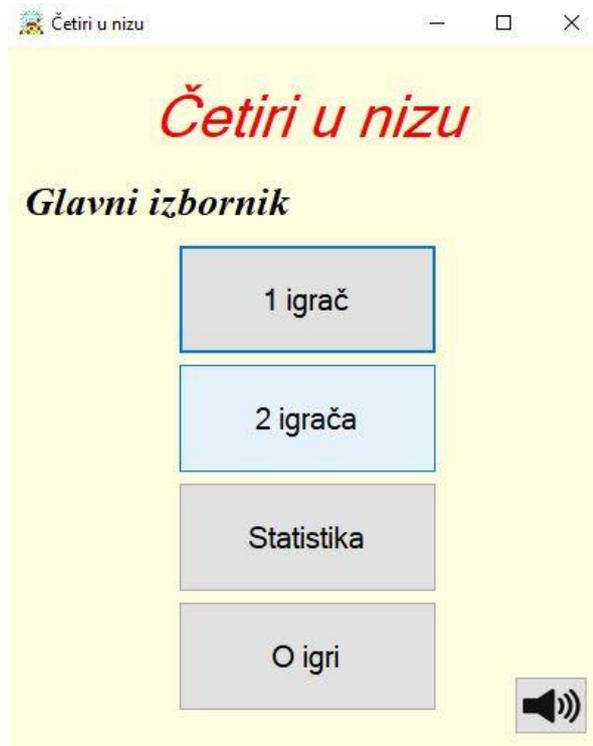 Četiri u nizu
Četiri u nizu
Glavni izbornik
1 igrač
2 igrača
Statistika
O igri